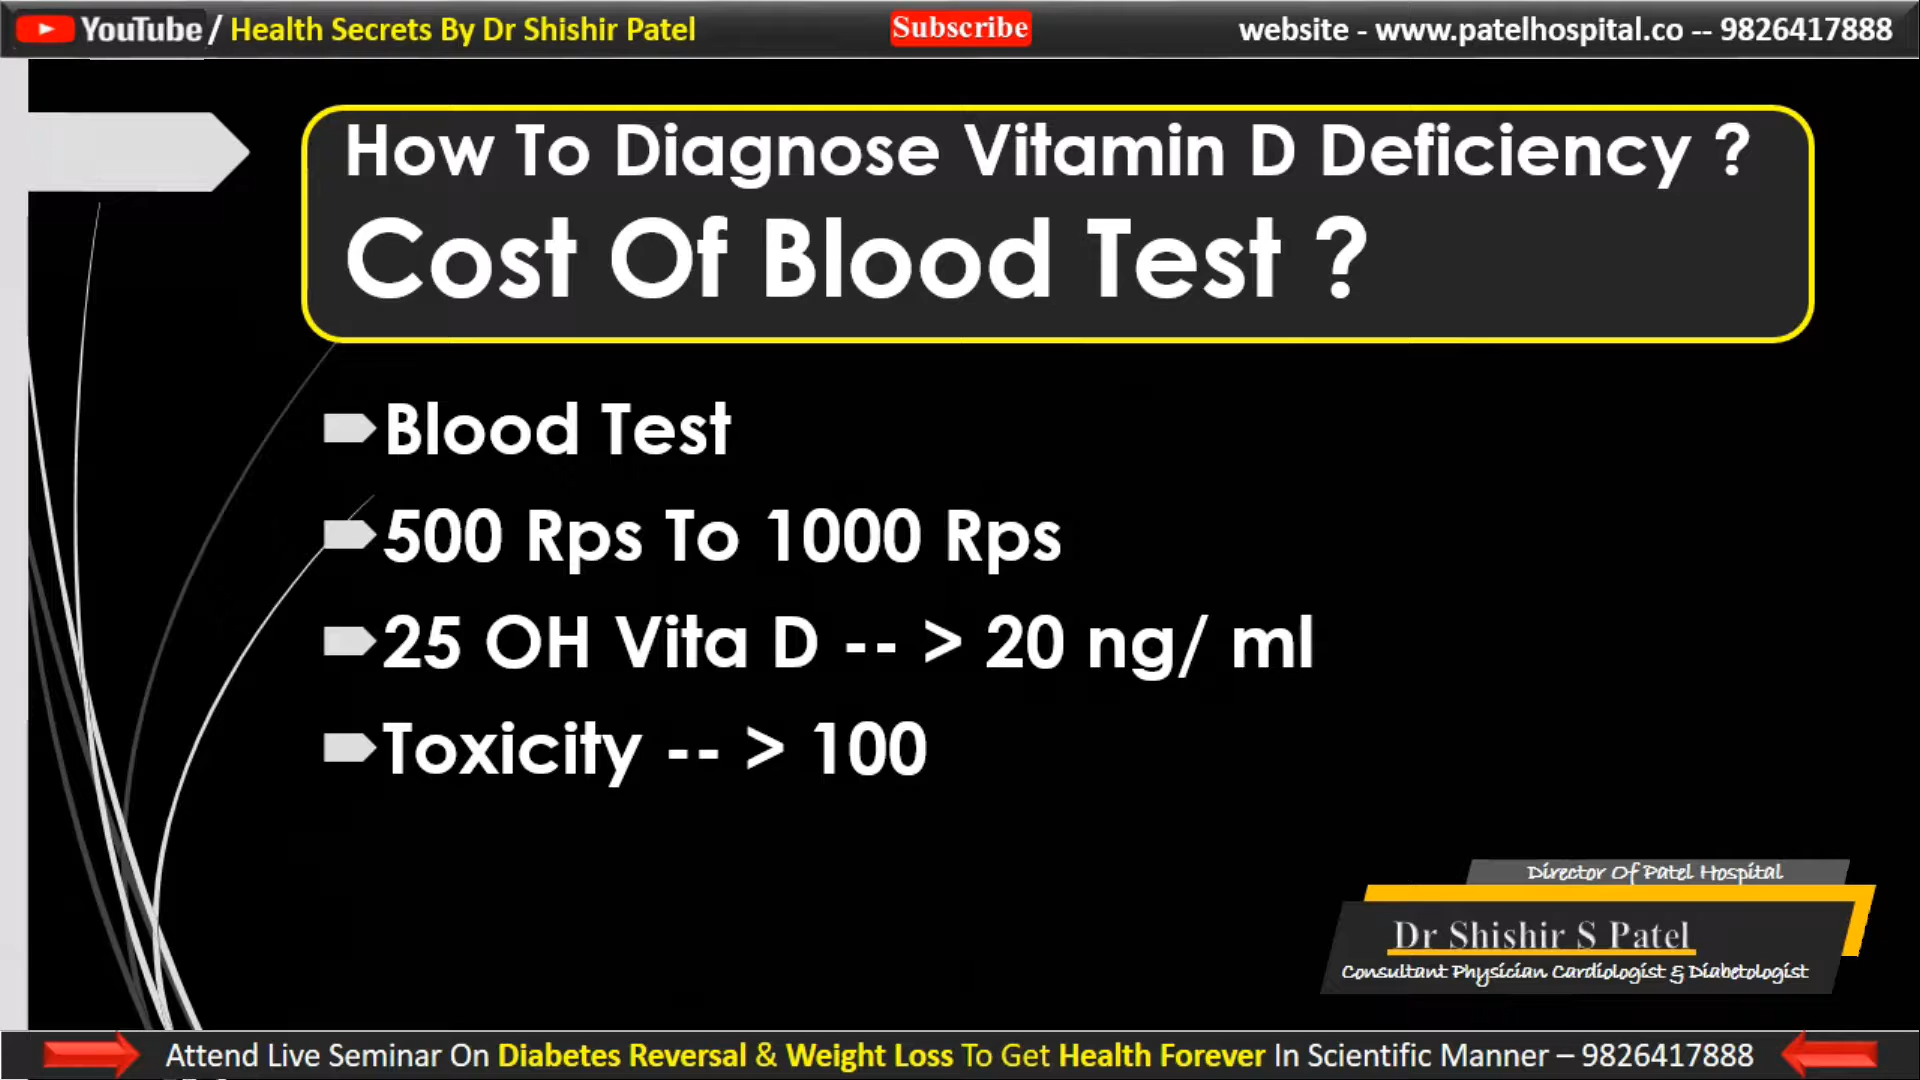 YouTube / Health Secrets By Dr Shishir Patel Subscribe website - www.patelhospital.co -- 9826417888
How To Diagnose Vitamin D Deficiency ?
Cost Of Blood Test ?
Blood Test
500 Rps To 1000 Rps
25 OH Vita D -- > 20 ng/ ml
Toxicity -- > 100
Director Of Patel Hospital
Dr Shishir S Patel
Consultant Physician Cardiologist & Diabetologist
Attend Live Seminar On Diabetes Reversal & Weight Loss To Get Health Forever In Scientific Manner – 9826417888